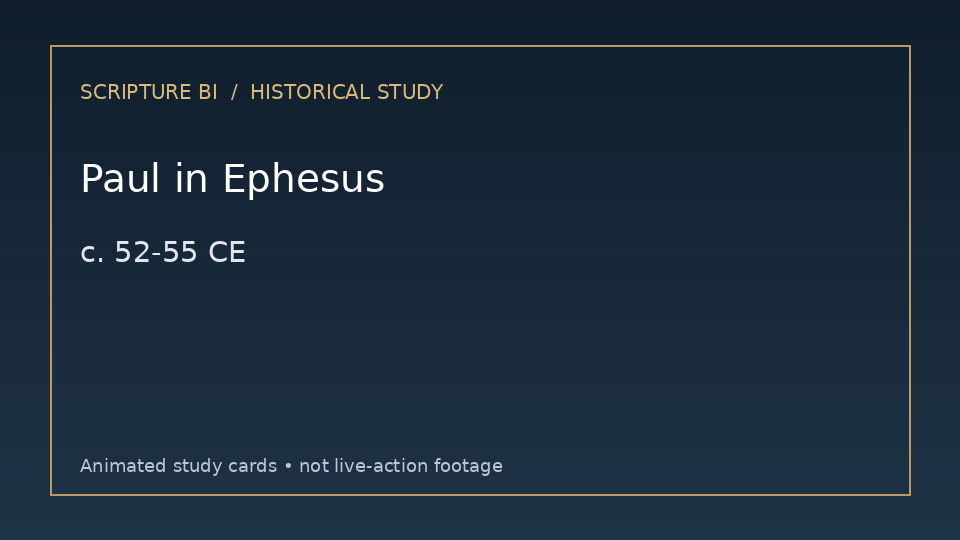 SCRIPTURE BI / HISTORICAL STUDY
Paul in Ephesus
c. 52-55 CE
Animated study cards • not live-action footage